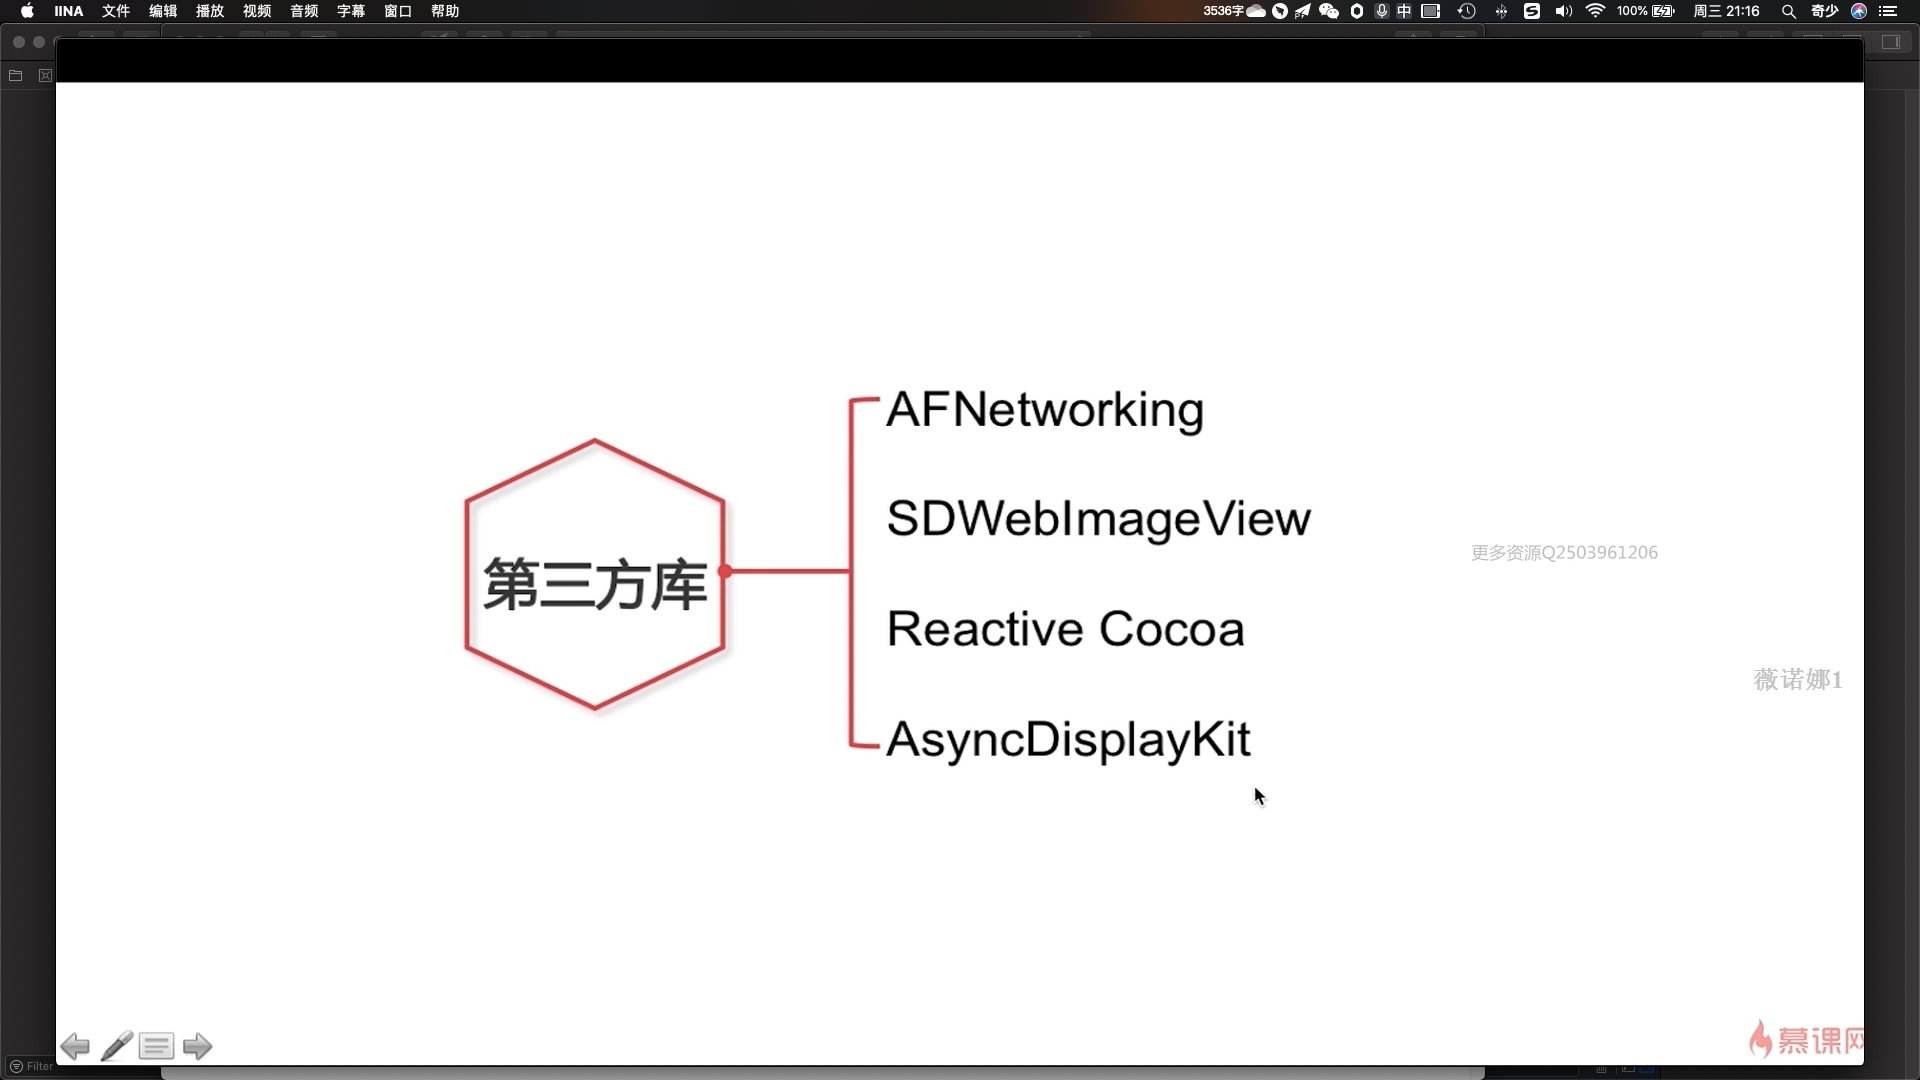 IINA 文件 编辑 播放 视频 音频 字幕 窗口 帮助 3536字 中 100% 周三 21:16 奇少
AFNetworking
SDWebImageView
更多资源Q2503961206
第三方库
Reactive Cocoa
薇诺娜1
AsyncDisplayKit
慕课网
Filter